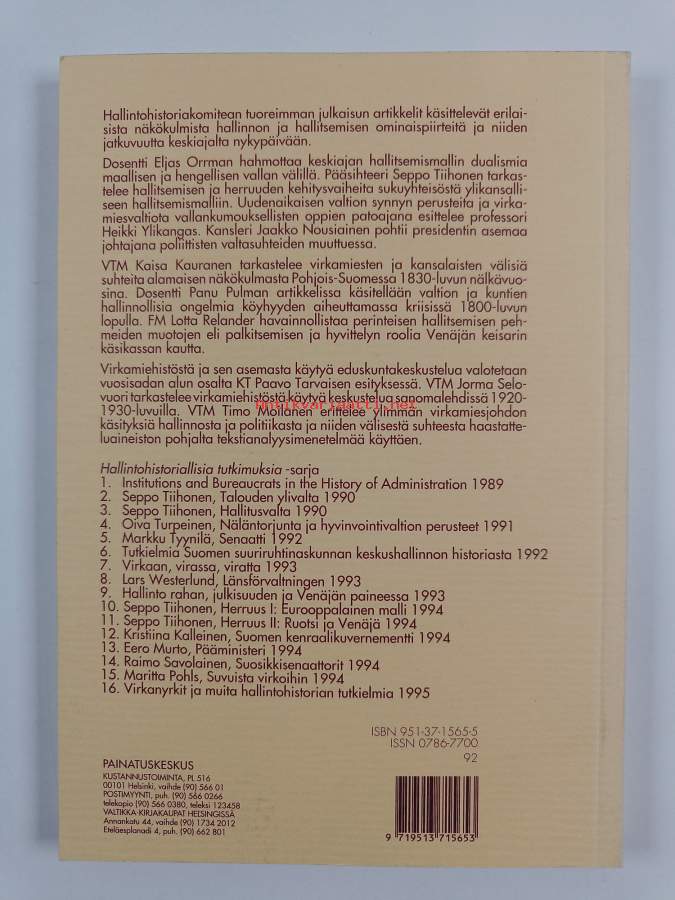 Hallintohistoriakomitean tuoreimman julkaisun artikkelit käsittelevät erilai-
sista näkökulmista hallinnon ja hallitsemisen ominaispiirteitä ja niiden
jatkuvuutta keskiajalta nykypäivään.
Dosentti Eljas Orrman hahmottaa keskiajan hallitsemismallin dualismia
maallisen ja hengellisen vallan välillä. Pääsihteeri Seppo Tiihonen tarkas-
telee hallitsemisen ja herruuden kehitysvaiheita sukuyhteisöstä ylikansalli-
seen hallitsemismalliin. Uudenaikaisen valtion synnyn perusteita ja virka-
miesvaltiota vallankumouksellisten oppien patoajana esittelee professori
Heikki Ylikangas. Kansleri Jaakko Nousiainen pohtii presidentin asemaa
johtajana poliittisten valtasuhteiden muuttuessa.
VTM Kaisa Kauranen tarkastelee virkamiesten ja kansalaisten välisiä
suhteita alamaisen näkökulmasta Pohjois-Suomessa 1830-luvun nälkävuo-
sina. Dosentti Panu Pulman artikkelissa käsitellään valtion ja kuntien
hallinnollisia ongelmia köyhyyden aiheuttamassa kriisissä 1800-luvun
lopulla. FM Lotta Relander havainnollistaa perinteisen hallitsemisen peh-
meiden muotojen eli palkitsemisen ja hyvittelyn roolia Venäjän keisarin
käsikassan kautta.
Virkamiehistöstä ja sen asemasta käytyä eduskuntakeskustelua valotetaan
vuosisadan alun osalta KT Paavo Tarvaisen esityksessä. VTM Jorma Selo-
vuori tarkastelee virkamiehistöstä käytyä keskustelua sanomalehdissä 1920-
antikvariaatti.net
1930-luvuilla. VTM Timo Moilanen erittelee ylimmän virkamiesjohdon
käsityksiä hallinnosta ja politiikasta ja niiden välisestä suhteesta haastatte-
luaineiston pohjalta tekstianalyysimenetelmää käyttäen.
Hallintohistoriallisia tutkimuksia -sarja
1. Institutions and Bureaucrats in the History of Administration 1989
2. Seppo Tiihonen, Talouden ylivalta 1990
3. Seppo Tiihonen, Hallitusvalta 1990
4. Oiva Turpeinen, Näläntorjunta ja hyvinvointivaltion perusteet 1991
5. Markku Tyynilä, Senaatti 1992
6. Tutkielmia Suomen suuriruhtinaskunnan keskushallinnon historiasta 1992
7. Virkaan, virassa, viratta 1993
8. Lars Westerlund, Länsförvaltningen 1993
9. Hallinto rahan, julkisuuden ja Venäjän paineessa 1993
10. Seppo Tiihonen, Herruus I: Eurooppalainen malli 1994
11. Seppo Tiihonen, Herruus II: Ruotsi ja Venäjä 1994
12. Kristiina Kalleinen, Suomen kenraalikuvernementti 1994
13. Eero Murto, Pääministeri 1994
14. Raimo Savolainen, Suosikkisenaattorit 1994
15. Maritta Pohls, Suvuista virkoihin 1994
16. Virkanyrkit ja muita hallintohistorian tutkielmia 1995
ISBN 951-37-1565-5
ISSN 0786-7700
92
PAINATUSKESKUS
KUSTANNUSTOIMINTA, PL 516
00101 Helsinki, vaihde (90) 566 01
POSTIMYYNTI, puh. (90) 566 0266
telekopio (90) 566 0380, teleksi 123458
VALTIKKA-KIRJAKAUPAT HELSINGISSÄ
Annankatu 44, vaihde (90) 1734 2012
Eteläesplanadi 4, puh. (90) 662 801
9 719513 715653